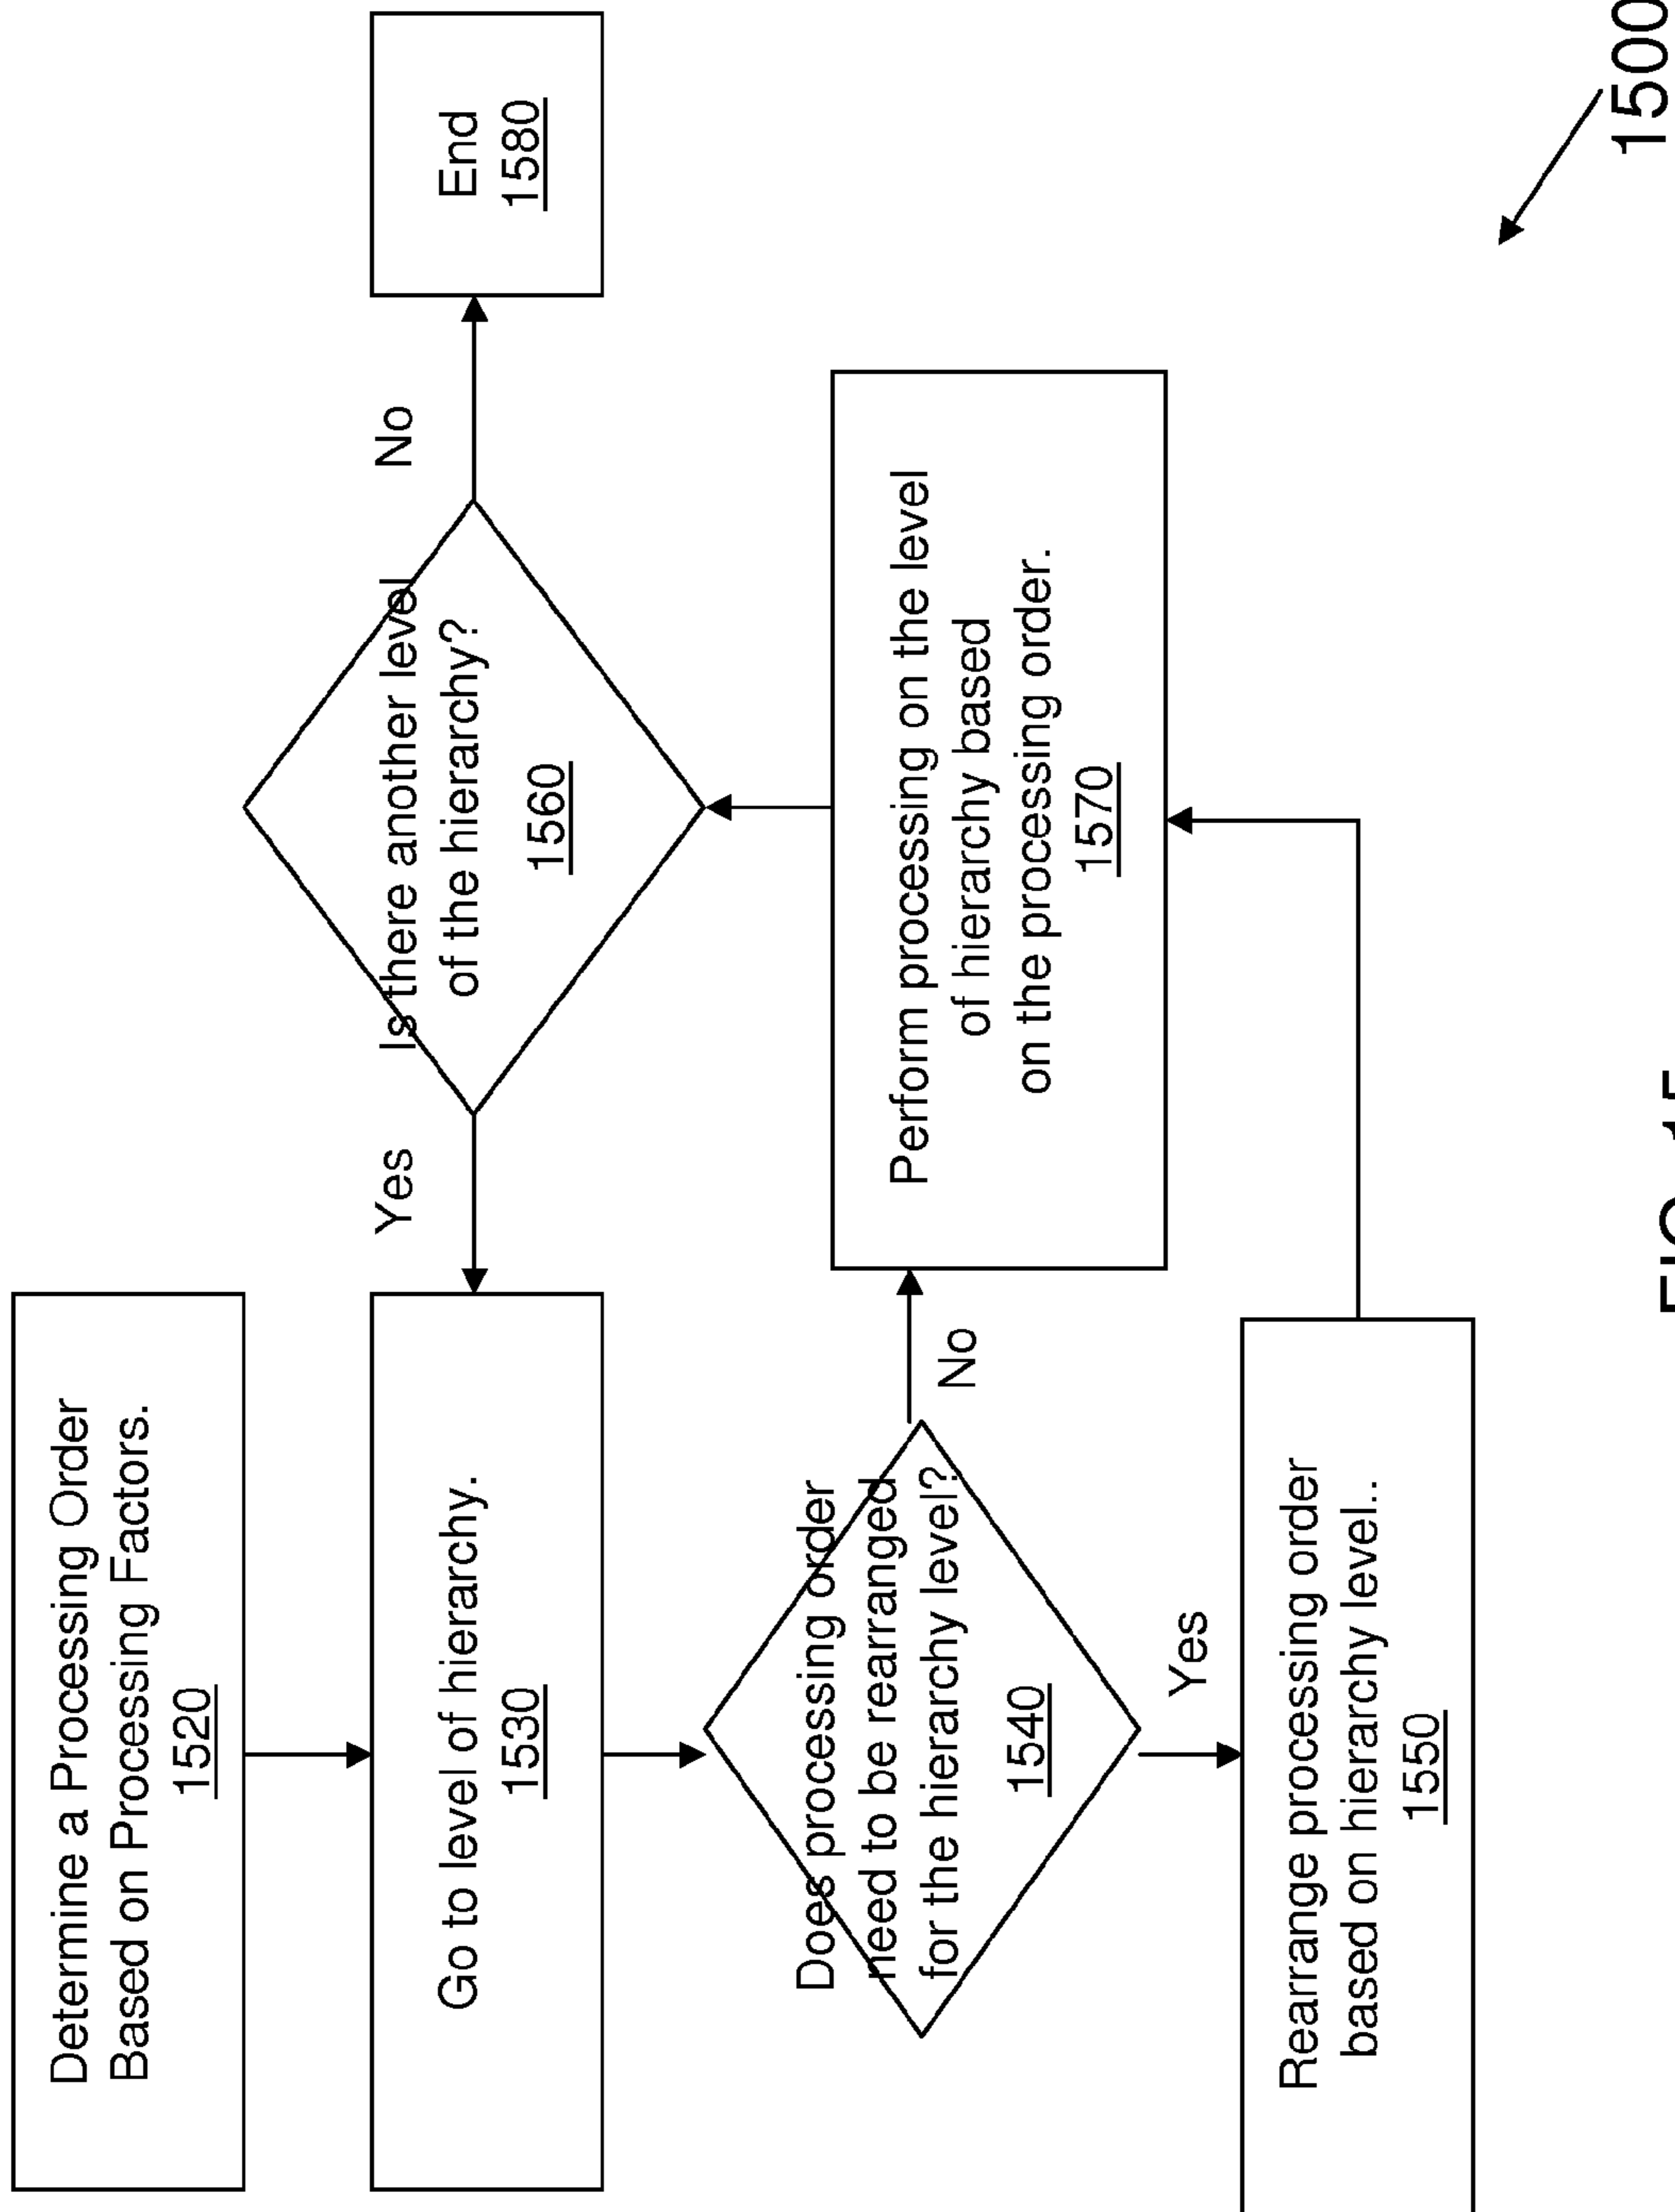 Determine a Processing Order
Based on Processing Factors.
1520
Go to level of hierarchy.
1530
Yes
Is there another level
of the hierarchy?
1560
No
End
1580
Does processing order
need to be rearranged
for the hierarchy level?
1540
No
Yes
Perform processing on the level
of hierarchy based
on the processing order.
1570
Rearrange processing order
based on hierarchy level..
1550
1500
FIG. 15